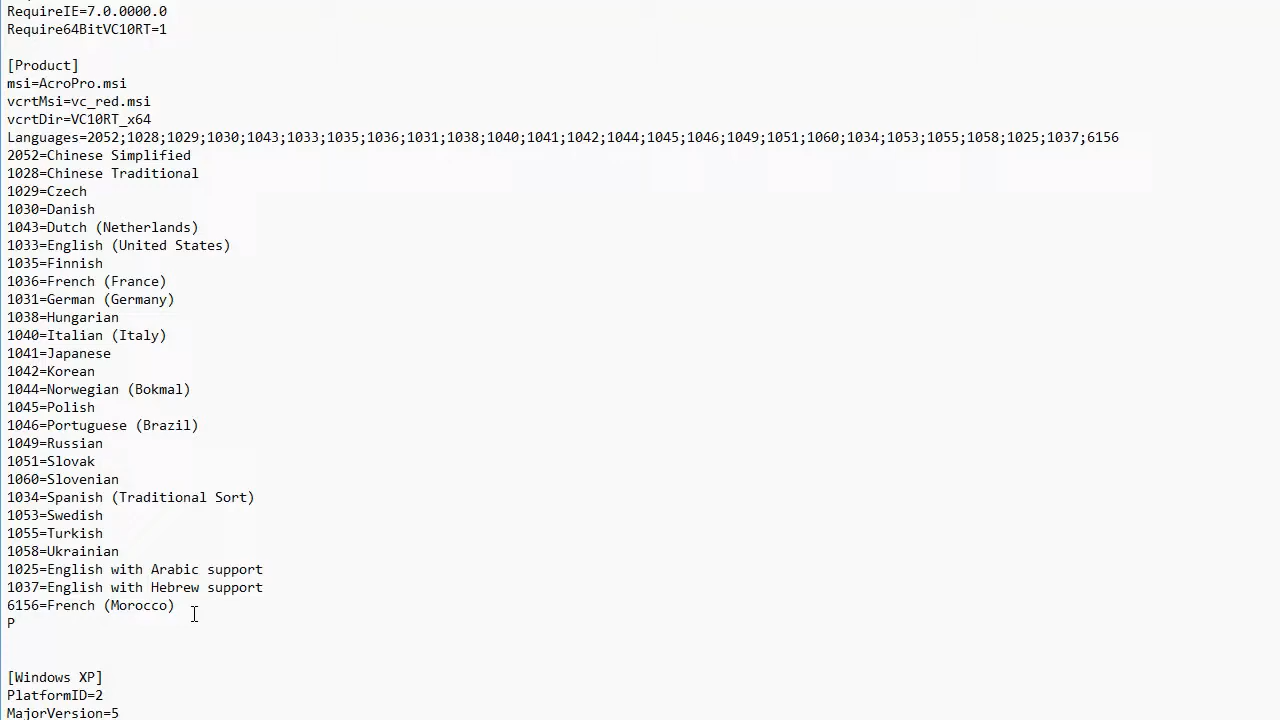 RequireIE=7.0.0000.0
Require64BitVC10RT=1
[Product]
msi=AcroPro.msi
vcrtMsi=vc_red.msi
vcrtDir=VC10RT_x64
Languages=2052;1028;1029;1030;1043;1033;1035;1036;1031;1038;1040;1041;1042;1044;1045;1046;1049;1051;1060;1034;1053;1055;1058;1025;1037;6156
2052=Chinese Simplified
1028=Chinese Traditional
1029=Czech
1030=Danish
1043=Dutch (Netherlands)
1033=English (United States)
1035=Finnish
1036=French (France)
1031=German (Germany)
1038=Hungarian
1040=Italian (Italy)
1041=Japanese
1042=Korean
1044=Norwegian (Bokmal)
1045=Polish
1046=Portuguese (Brazil)
1049=Russian
1051=Slovak
1060=Slovenian
1034=Spanish (Traditional Sort)
1053=Swedish
1055=Turkish
1058=Ukrainian
1025=English with Arabic support
1037=English with Hebrew support
6156=French (Morocco)
P
[Windows XP]
PlatformID=2
MajorVersion=5